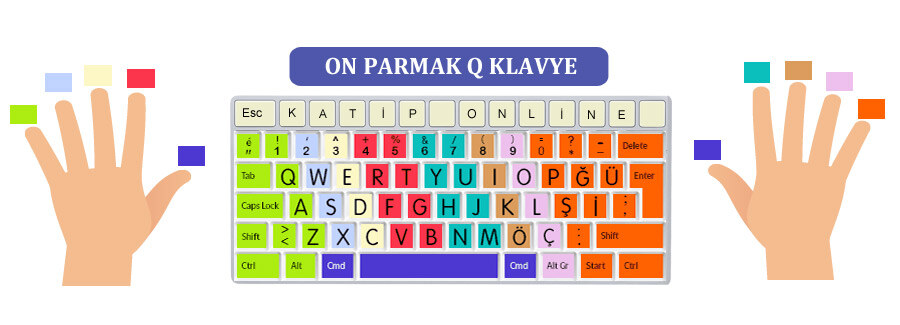 ON PARMAK Q KLAVYE
Esc K A T İ P O N L İ N E
é " ! 1 ' 2 ^ 3 + 4 % 5 & 6 / 7 ( 8 ) 9 = 0 ? * - Delete
Tab Q W E R T Y U I O P Ğ Ü Enter
Caps Lock A S D F G H J K L Ş İ ; ,
Shift > < Z X C V B N M Ö Ç : . Shift
Ctrl Alt Cmd Cmd Alt Gr Start Ctrl